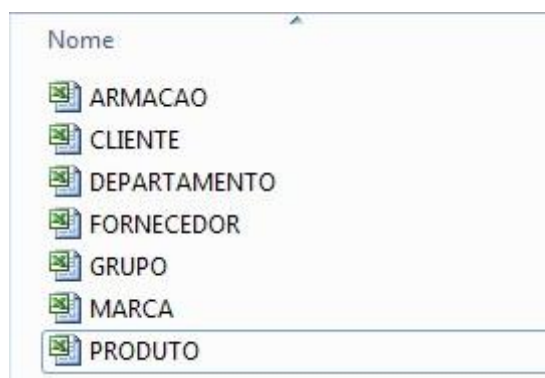 Nome
ARMACAO
CLIENTE
DEPARTAMENTO
FORNECEDOR
GRUPO
MARCA
PRODUTO